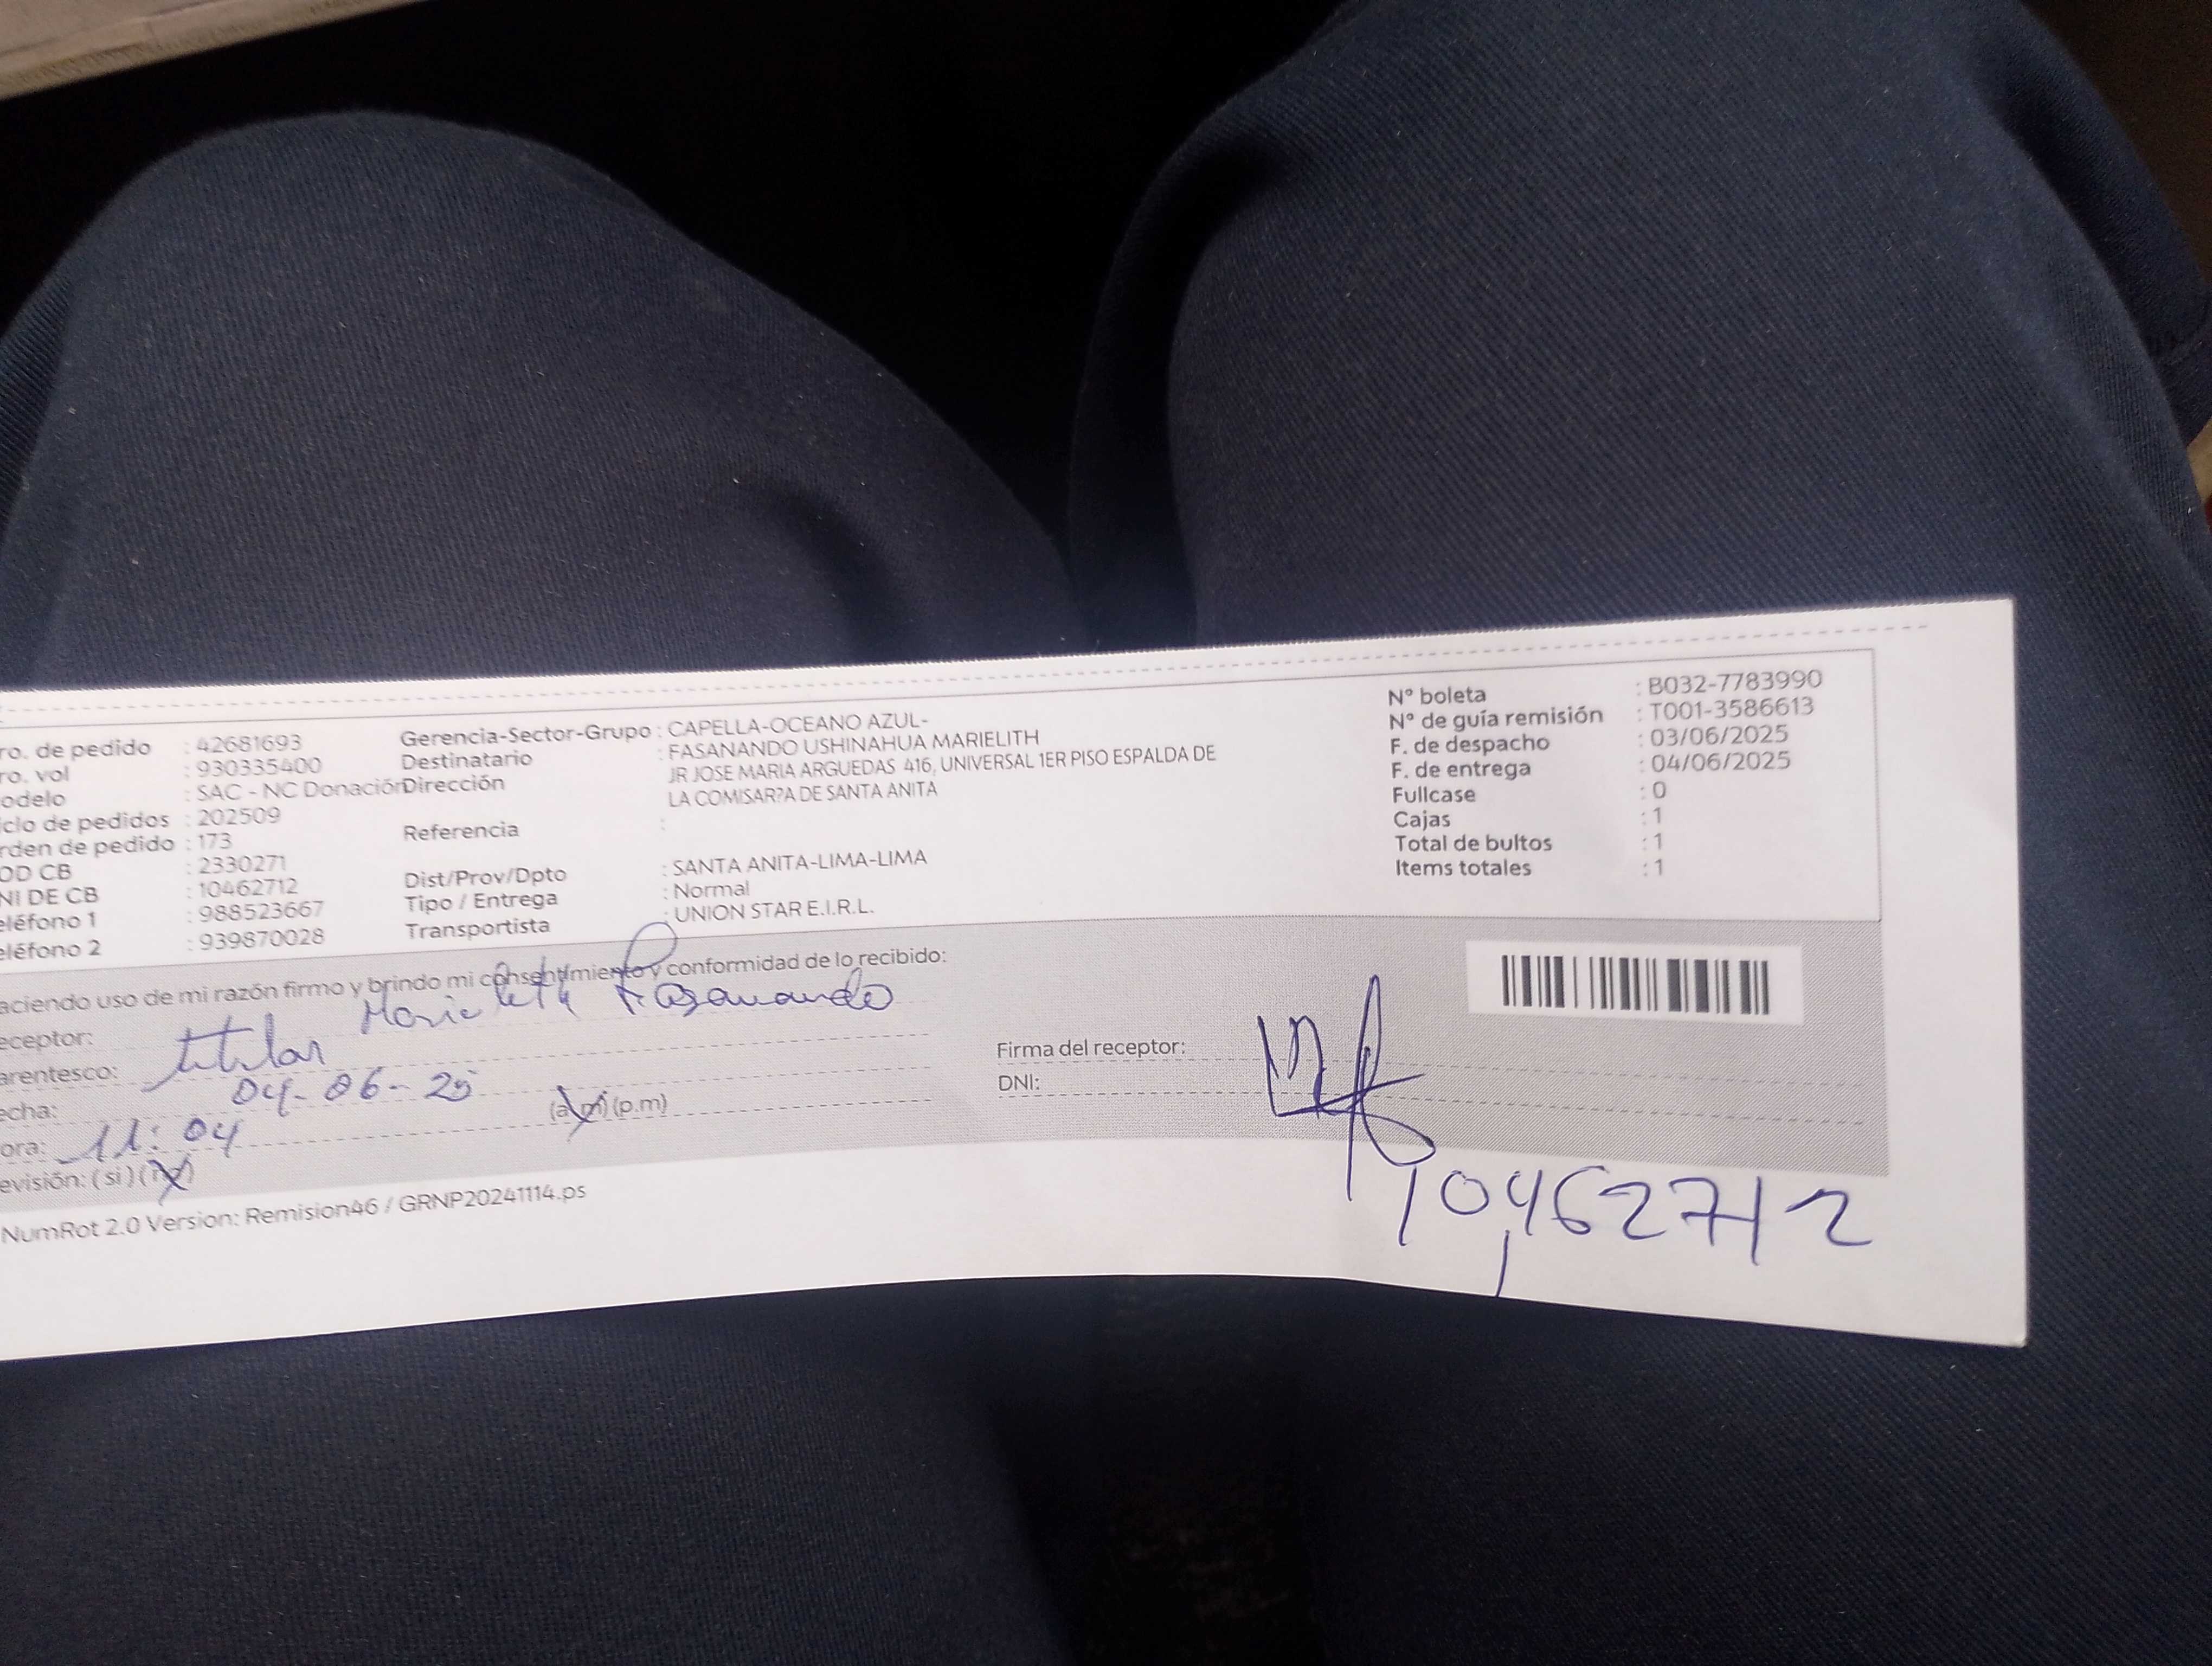 ro. de pedido : 42681693
ro. vol : 930335400
odelo : SAC - NC Donación
iclo de pedidos : 202509
rden de pedido : 173
OD CB : 2330271
NI DE CB : 10462712
eléfono 1 : 988523667
eléfono 2 : 939870028
Gerencia-Sector-Grupo : CAPELLA-OCEANO AZUL-
Destinatario : FASANANDO USHINAHUA MARIELITH
Dirección JR JOSE MARIA ARGUEDAS 416, UNIVERSAL 1ER PISO ESPALDA DE
LA COMISAR?A DE SANTA ANITA
Referencia :
Dist/Prov/Dpto : SANTA ANITA-LIMA-LIMA
Tipo / Entrega : Normal
Transportista : UNION STAR E.I.R.L.
N° boleta : B032-7783990
N° de guía remisión : T001-3586613
F. de despacho : 03/06/2025
F. de entrega : 04/06/2025
Fullcase : 0
Cajas : 1
Total de bultos : 1
Items totales : 1
aciendo uso de mi razón firmo y brindo mi consentimiento y conformidad de lo recibido:
eceptor: Marielith Fasanando
arentesco: titular
echa: 04-06-25
ora: 11:04 (a.m) (p.m)
evisión: (si) (no)
Firma del receptor:
DNI: 10462712
NumRot 2.0 Version: Remision46 / GRNP20241114.ps